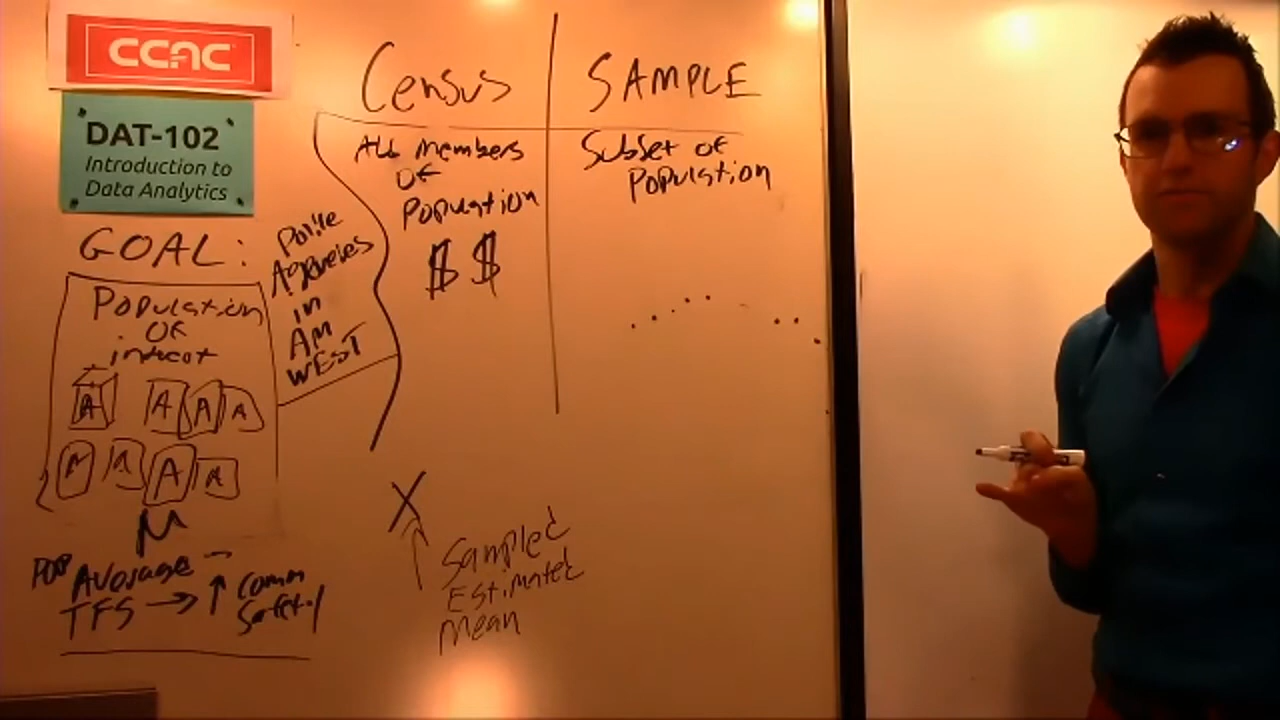 CCAC
DAT-102
Introduction to
Data Analytics
GOAL:
Population
OF
interest
A A A A
A A A A
M
POP Average
TFS → ↑ Comm
Safety
Police
Agencies
in
AM
WEST
Census
ALL members
OF
Population
$ $
SAMPLE
Subset of
Population
X
↑
Sampled
Estimated
mean